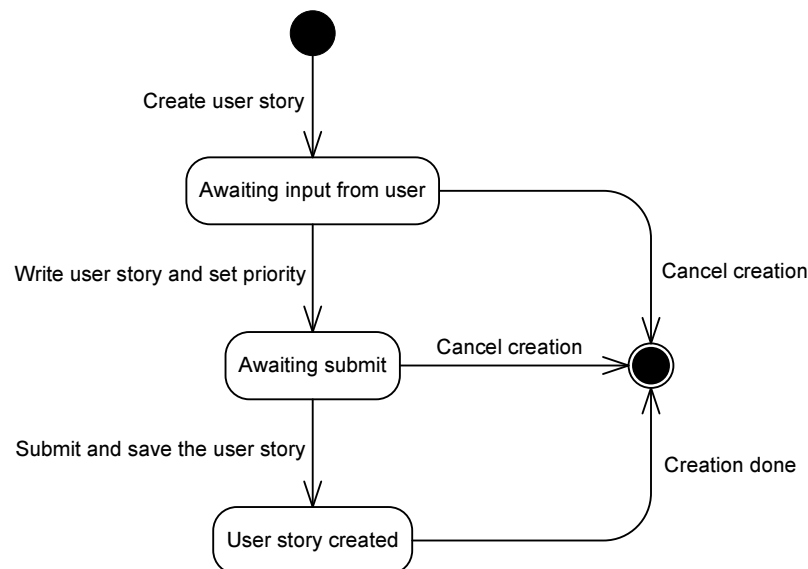 Create user story
Awaiting input from user
Write user story and set priority
Cancel creation
Cancel creation
Awaiting submit
Submit and save the user story
Creation done
User story created